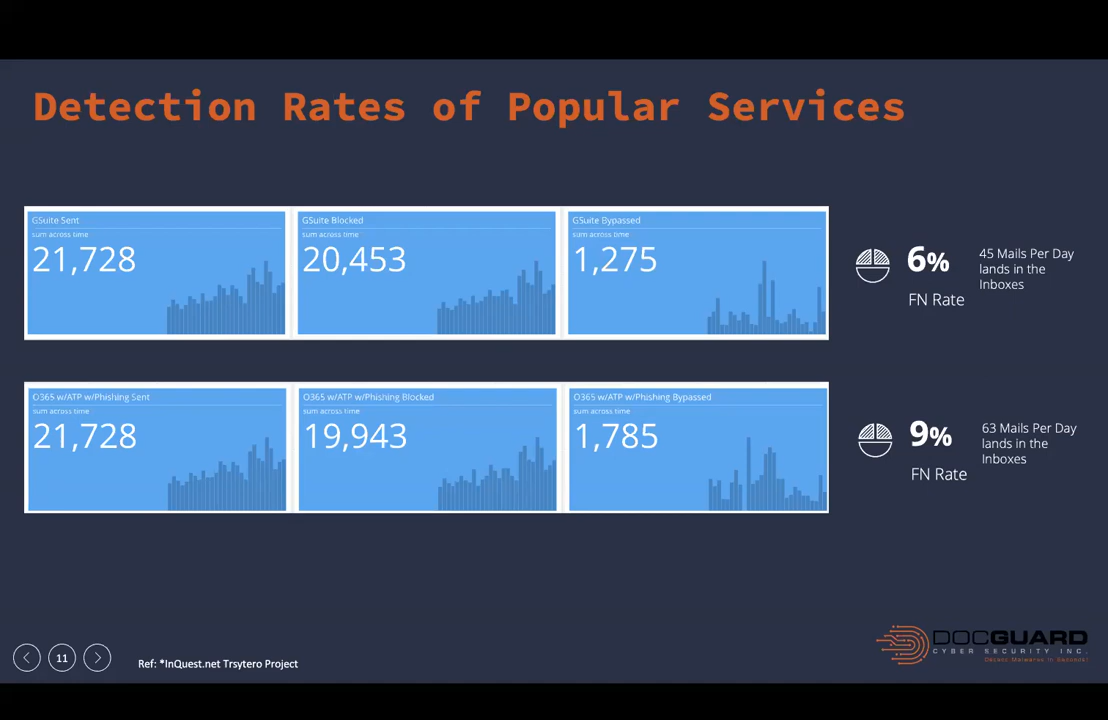 Detection Rates of Popular Services
GSuite Sent
sum across time
21,728
GSuite Blocked
sum across time
20,453
GSuite Bypassed
sum across time
1,275
6%
FN Rate
45 Mails Per Day
lands in the
Inboxes
O365 w/ATP w/Phishing Sent
sum across time
21,728
O365 w/ATP w/Phishing Blocked
sum across time
19,943
O365 w/ATP w/Phishing Bypassed
sum across time
1,785
9%
FN Rate
63 Mails Per Day
lands in the
Inboxes
11
Ref: *InQuest.net Trsytero Project
DOCGUARD
CYBER SECURITY INC.
Detect Malwares in Seconds!